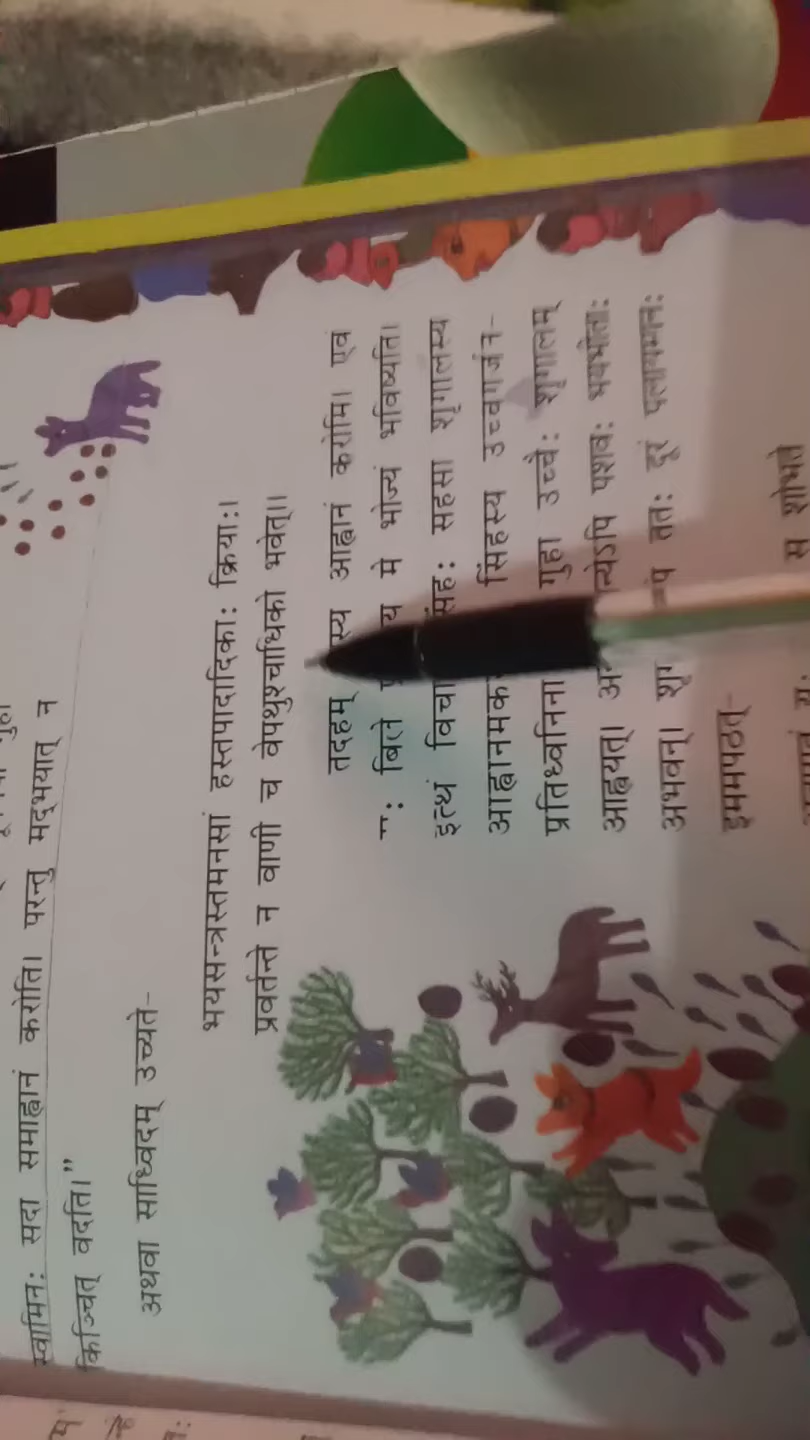 स्वामिनः सदा समाह्वानं करोति। परन्तु मद्भयात् न
किञ्चित् वदति।”
अथवा साध्विदम् उच्यते-
भयसन्त्रस्तमनसां हस्तपादादिकाः क्रियाः।
प्रवर्तन्ते न वाणी च वेपथुश्चाधिको भवेत्।।
तदहम् स्य आह्वानं करोमि। एवं
बिले मे भोज्यं भविष्यति।
इत्थं विचा सिंहः सहसा शृगालस्य
आह्वानमक सिंहस्य उच्चगर्जन-
प्रतिध्वनिना गुहा उच्चैः शृगालम्
आह्वयत्। अ न्येऽपि पशवः भयभीताः
अभवन्। शृ ततः दूरं पलायमानः
इममपठत्-
स शोभते